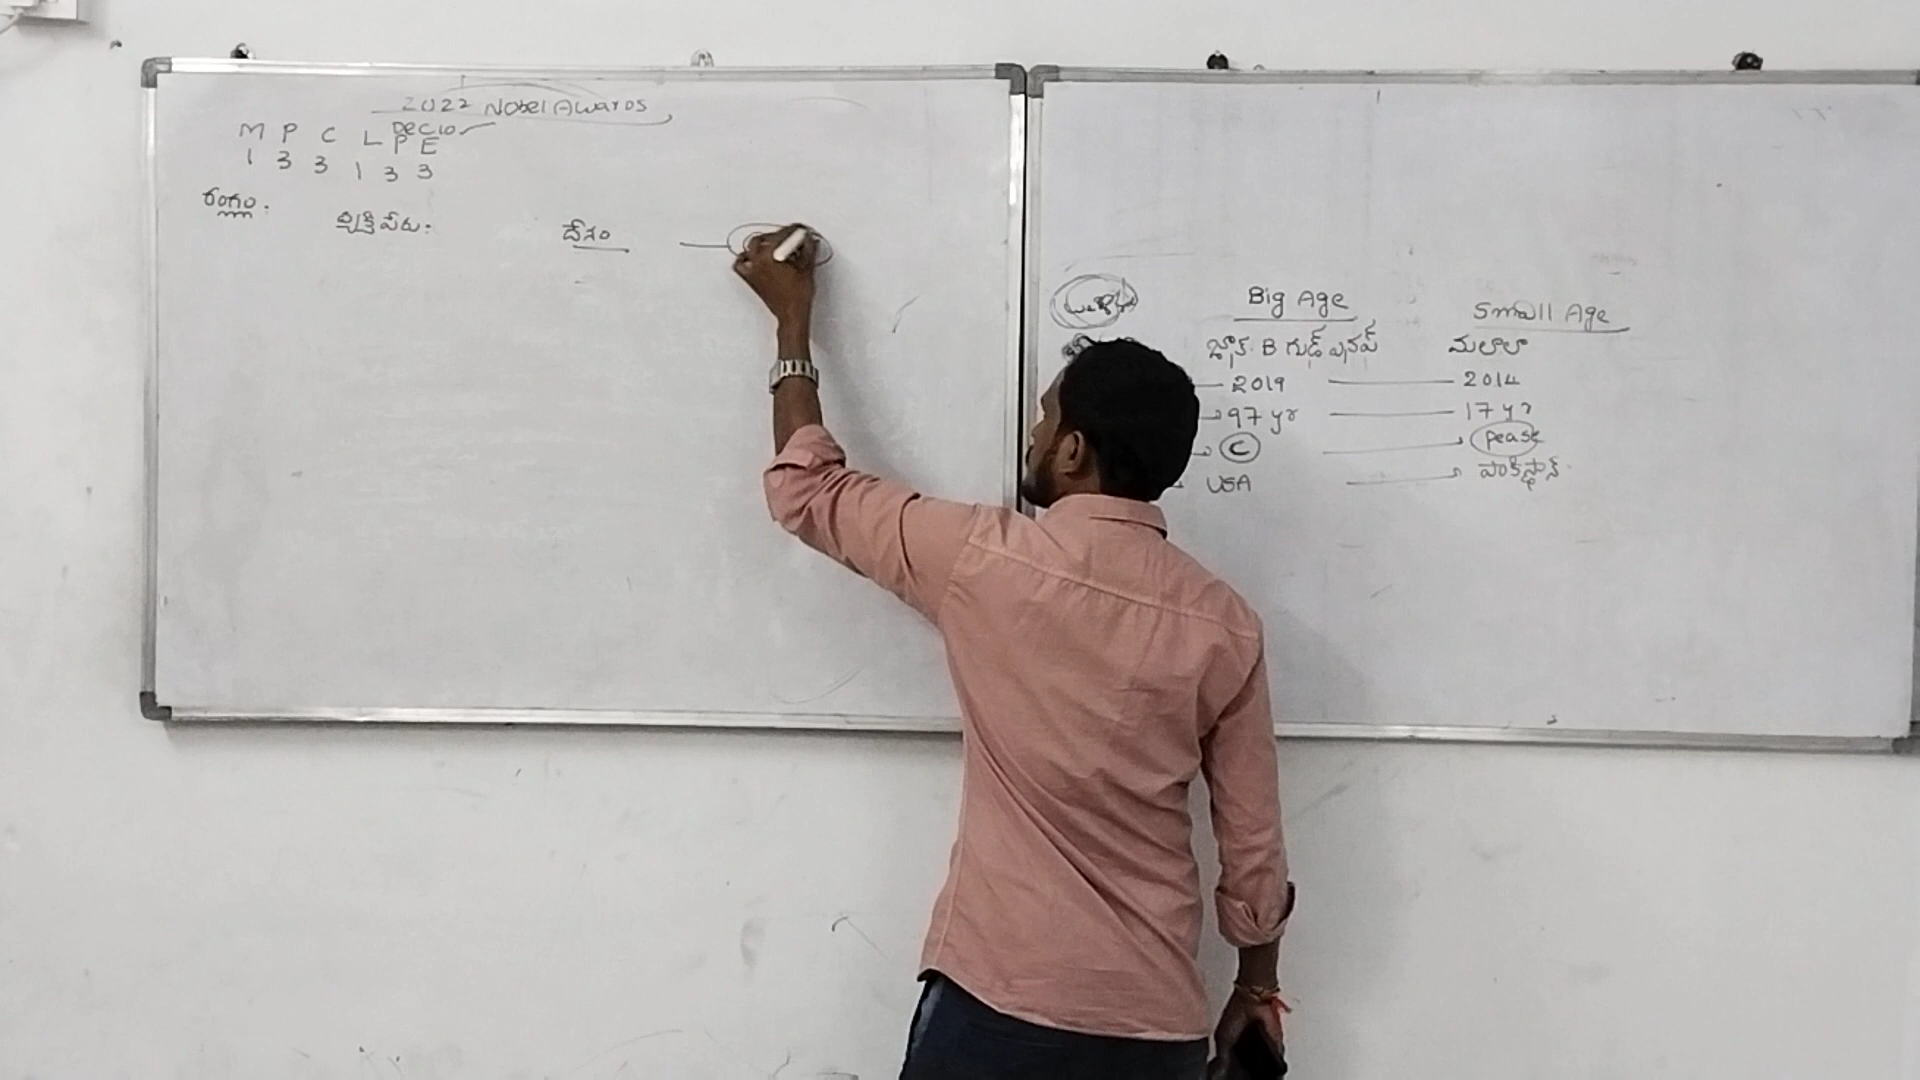 2022 Nobel Awards
Dec10
M P C L P E
1 3 3 1 3 3
రంగం:
వ్యక్తి పేరు:
దేశం
Big Age
Small Age
జాన్. B గుడ్ ఎనఫ్
మలాలా
2019 2014
97 yr 17 yr
C pease
USA పాకిస్థాన్